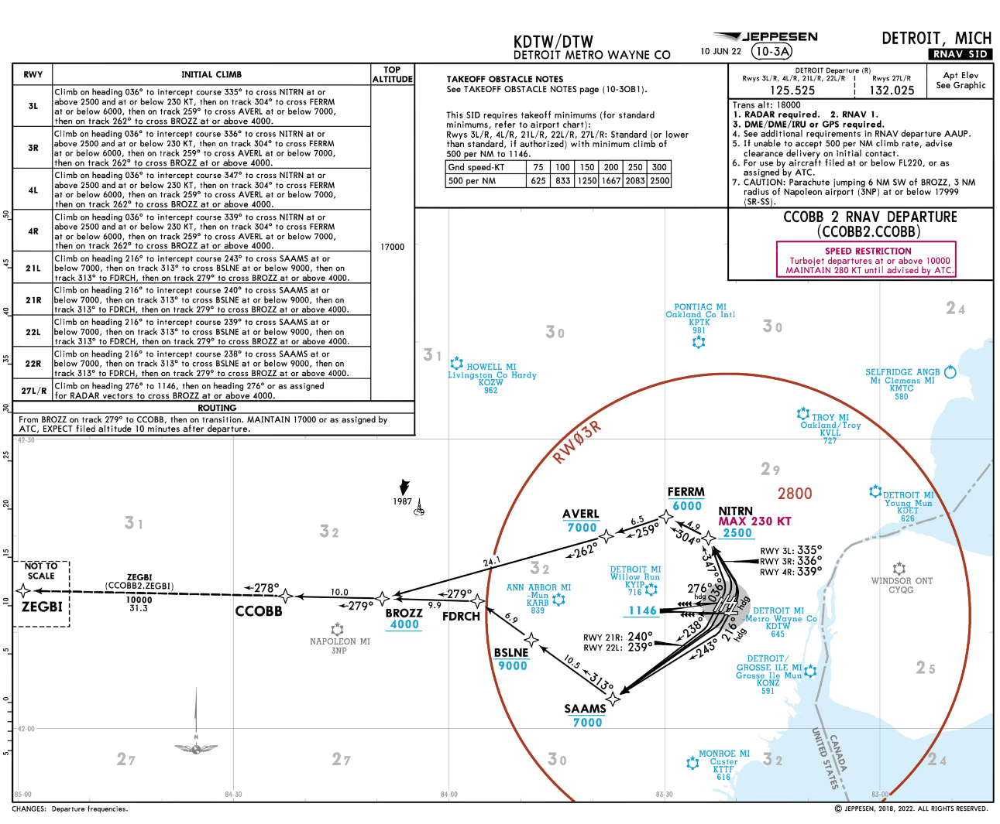 KDTW/DTW
DETROIT METRO WAYNE CO
JEPPESEN
10 JUN 22 10-3A
DETROIT, MICH
RNAV SID
RWY INITIAL CLIMB TOP ALTITUDE
3L
Climb on heading 036° to intercept course 335° to cross NITRN at or
above 2500 and at or below 230 KT, then on track 304° to cross FERRM
at or below 6000, then on track 259° to cross AVERL at or below 7000,
then on track 262° to cross BROZZ at or above 4000.
3R
Climb on heading 036° to intercept course 336° to cross NITRN at or
above 2500 and at or below 230 KT, then on track 304° to cross FERRM
at or below 6000, then on track 259° to cross AVERL at or below 7000,
then on track 262° to cross BROZZ at or above 4000.
4L
Climb on heading 036° to intercept course 347° to cross NITRN at or
above 2500 and at or below 230 KT, then on track 304° to cross FERRM
at or below 6000, then on track 259° to cross AVERL at or below 7000,
then on track 262° to cross BROZZ at or above 4000.
4R
Climb on heading 036° to intercept course 339° to cross NITRN at or
above 2500 and at or below 230 KT, then on track 304° to cross FERRM
at or below 6000, then on track 259° to cross AVERL at or below 7000,
then on track 262° to cross BROZZ at or above 4000.
21L
Climb on heading 216° to intercept course 243° to cross SAAMS at or
below 7000, then on track 313° to cross BSLNE at or below 9000, then on
track 313° to FDRCH, then on track 279° to cross BROZZ at or above 4000.
21R
Climb on heading 216° to intercept course 240° to cross SAAMS at or
below 7000, then on track 313° to cross BSLNE at or below 9000, then on
track 313° to FDRCH, then on track 279° to cross BROZZ at or above 4000.
22L
Climb on heading 216° to intercept course 239° to cross SAAMS at or
below 7000, then on track 313° to cross BSLNE at or below 9000, then on
track 313° to FDRCH, then on track 279° to cross BROZZ at or above 4000.
22R
Climb on heading 216° to intercept course 238° to cross SAAMS at or
below 7000, then on track 313° to cross BSLNE at or below 9000, then on
track 313° to FDRCH, then on track 279° to cross BROZZ at or above 4000.
27L/R
Climb on heading 276° to 1146, then on heading 276° or as assigned
for RADAR vectors to cross BROZZ at or above 4000.
17000
ROUTING
From BROZZ on track 279° to CCOBB, then on transition. MAINTAIN 17000 or as assigned by
ATC, EXPECT filed altitude 10 minutes after departure.
TAKEOFF OBSTACLE NOTES
See TAKEOFF OBSTACLE NOTES page (10-3OB1).
This SID requires takeoff minimums (for standard
minimums, refer to airport chart):
Rwys 3L/R, 4L/R, 21L/R, 22L/R, 27L/R: Standard (or lower
than standard, if authorized) with minimum climb of
500 per NM to 1146.
Gnd speed-KT 75 100 150 200 250 300
500 per NM 625 833 1250 1667 2083 2500
DETROIT Departure (R)
Rwys 3L/R, 4L/R, 21L/R, 22L/R
125.525
Rwys 27L/R
132.025
Apt Elev
See Graphic
Trans alt: 18000
1. RADAR required. 2. RNAV 1.
3. DME/DME/IRU or GPS required.
4. See additional requirements in RNAV departure AAUP.
5. If unable to accept 500 per NM climb rate, advise
clearance delivery on initial contact.
6. For use by aircraft filed at or below FL220, or as
assigned by ATC.
7. CAUTION: Parachute jumping 6 NM SW of BROZZ, 3 NM
radius of Napoleon airport (3NP) at or below 17999
(SR-SS).
CCOBB 2 RNAV DEPARTURE
(CCOBB2.CCOBB)
SPEED RESTRICTION
Turbojet departures at or above 10000
MAINTAIN 280 KT until advised by ATC.
50
45
40
35
30
25
20
15
10
5
0
5
42-30
42-00
85-00
84-30
84-00
83-30
83-00
30
31
30
24
29
31
32
32
25
27
27
30
32
24
PONTIAC MI
Oakland Co Intl
KPTK
981
HOWELL MI
Livingston Co Hardy
KOZW
962
SELFRIDGE ANGB
Mt Clemens MI
KMTC
580
TROY MI
Oakland/Troy
KVLL
727
DETROIT MI
Young Mun
KDET
626
WINDSOR ONT
CYQG
RW03R
2800
1987
FERRM
6000
NITRN
MAX 230 KT
2500
AVERL
7000
4.9
304°
6.5
259°
262°
24.1
RWY 3L: 335°
RWY 3R: 336°
RWY 4R: 339°
347°
036°
hdg
276°
hdg
1146
DETROIT MI
Willow Run
KYIP
716
ANN ARBOR MI
-Mun
KARB
839
DETROIT MI
-Metro Wayne Co
KDTW
645
216°
hdg
238°
243°
RWY 21R: 240°
RWY 22L: 239°
DETROIT/
GROSSE ILE MI
Grosse Ile Mun
KONZ
591
NOT TO
SCALE
ZEGBI
ZEGBI
(CCOBB2.ZEGBI)
10000
31.3
278°
CCOBB
10.0
279°
BROZZ
4000
279°
9.9
FDRCH
6.9
BSLNE
9000
10.5
313°
SAAMS
7000
NAPOLEON MI
3NP
MONROE MI
Custer
KTTF
616
N
CANADA
UNITED STATES
CHANGES: Departure frequencies.
© JEPPESEN, 2018, 2022. ALL RIGHTS RESERVED.